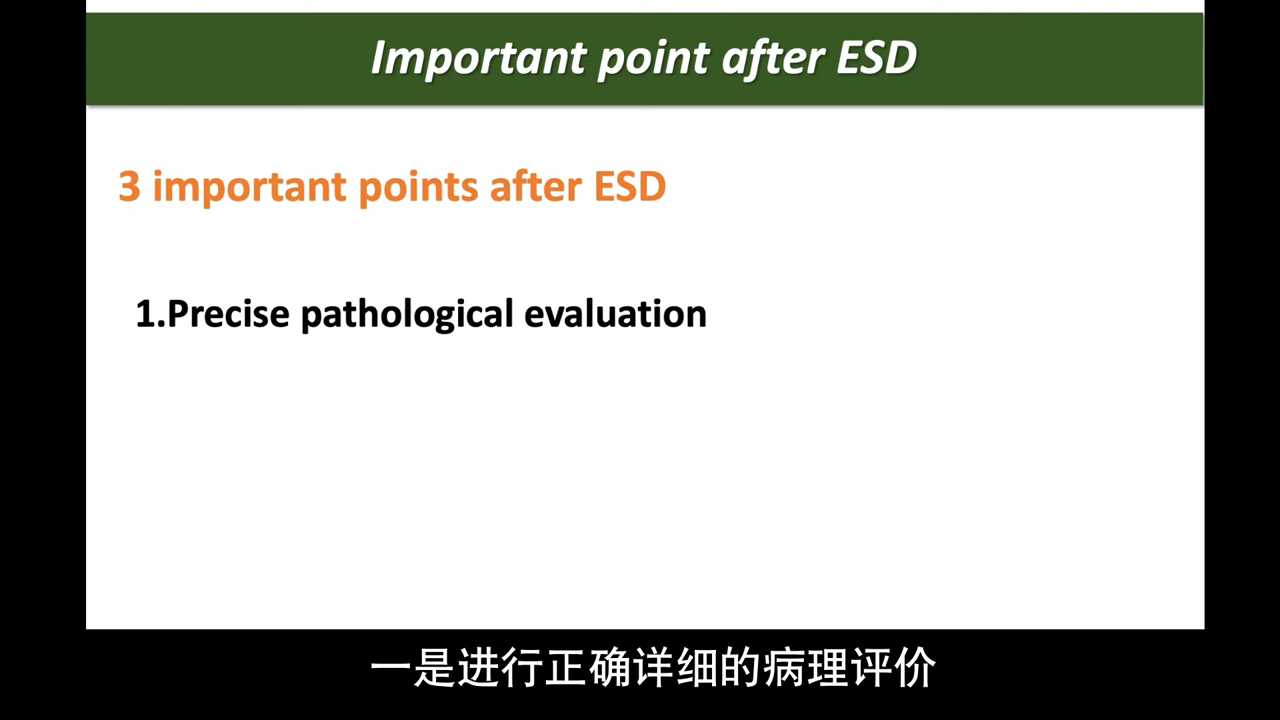 Important point after ESD
3 important points after ESD
1.Precise pathological evaluation
一是进行正确详细的病理评价